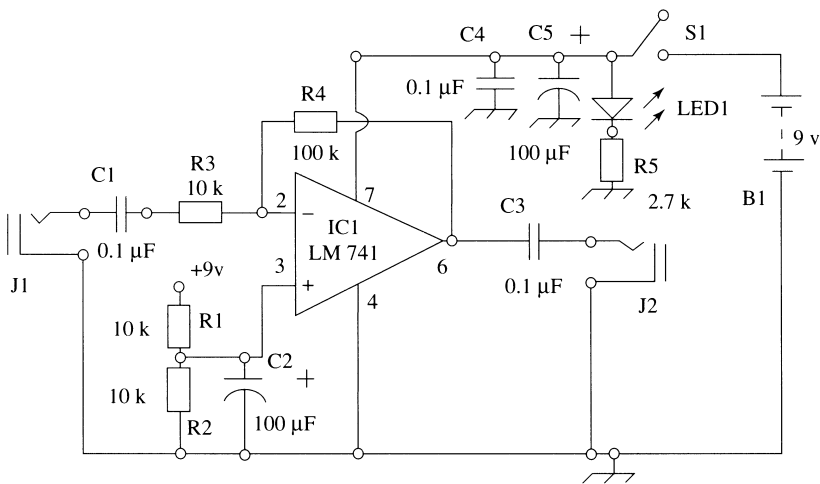 C4 C5 + S1
R4
0.1 µF
LED1
100 k
100 µF
9 v
R3
R5
C1
10 k
7
2.7 k
B1
2
−
IC1
C3
LM 741
0.1 µF
3
6
+9v
+
0.1 µF
J1
4
J2
10 k R1
C2
+
10 k
R2
100 µF